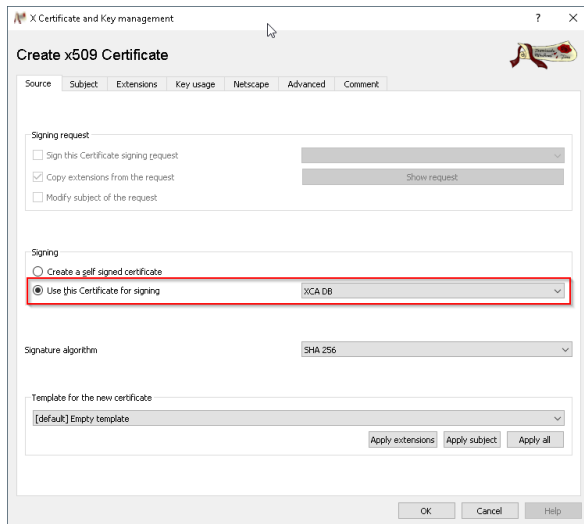 X Certificate and Key management
Create x509 Certificate
Source Subject Extensions Key usage Netscape Advanced Comment
Signing request
Sign this Certificate signing request
Copy extensions from the request Show request
Modify subject of the request
Signing
Create a self signed certificate
Use this Certificate for signing XCA DB
Signature algorithm SHA 256
Template for the new certificate
[default] Empty template
Apply extensions Apply subject Apply all
OK Cancel Help